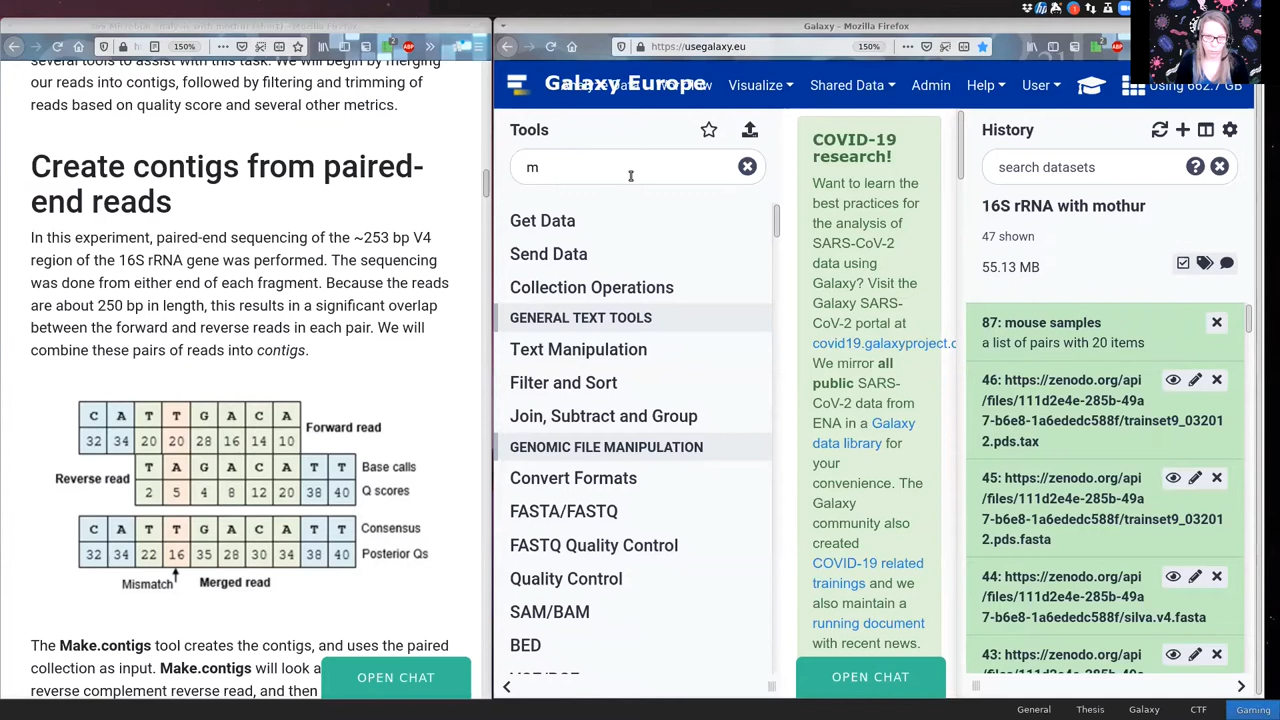 Galaxy - Mozilla Firefox
150%
https://usegalaxy.eu
150%
several tools to assist with this task. We will begin by merging
our reads into contigs, followed by filtering and trimming of
reads based on quality score and several other metrics.
Create contigs from paired-
end reads
In this experiment, paired-end sequencing of the ~253 bp V4
region of the 16S rRNA gene was performed. The sequencing
was done from either end of each fragment. Because the reads
are about 250 bp in length, this results in a significant overlap
between the forward and reverse reads in each pair. We will
combine these pairs of reads into contigs.
C A T T G A C A
Forward read
32 34 20 20 28 16 14 10
T A G A C A T T
Base calls
Reverse read
2 5 4 8 12 20 38 40
Q scores
C A T T G A C A T T
Consensus
32 34 22 16 35 28 30 34 38 40
Posterior Qs
Mismatch
Merged read
The Make.contigs tool creates the contigs, and uses the paired
collection as input. Make.contigs will look a
reverse complement reverse read, and then
OPEN CHAT
Galaxy Europe
Visualize
Shared Data
Admin
Help
User
Using 662.7 GB
Tools
m
Get Data
Send Data
Collection Operations
GENERAL TEXT TOOLS
Text Manipulation
Filter and Sort
Join, Subtract and Group
GENOMIC FILE MANIPULATION
Convert Formats
FASTA/FASTQ
FASTQ Quality Control
Quality Control
SAM/BAM
BED
COVID-19
research!
Want to learn the
best practices for
the analysis of
SARS-CoV-2
data using
Galaxy? Visit the
Galaxy SARS-
CoV-2 portal at
covid19.galaxyproject.
We mirror all
public SARS-
CoV-2 data from
ENA in a Galaxy
data library for
your
convenience. The
Galaxy
community also
created
COVID-19 related
trainings and we
also maintain a
running document
with recent news.
OPEN CHAT
History
search datasets
16S rRNA with mothur
47 shown
55.13 MB
87: mouse samples
a list of pairs with 20 items
46: https://zenodo.org/api
/files/111d2e4e-285b-49a
7-b6e8-1a6ededc588f/trainset9_03201
2.pds.tax
45: https://zenodo.org/api
/files/111d2e4e-285b-49a
7-b6e8-1a6ededc588f/trainset9_03201
2.pds.fasta
44: https://zenodo.org/api
/files/111d2e4e-285b-49a
7-b6e8-1a6ededc588f/silva.v4.fasta
43: https://zenodo.org/api
General
Thesis
Galaxy
CTF
Gaming